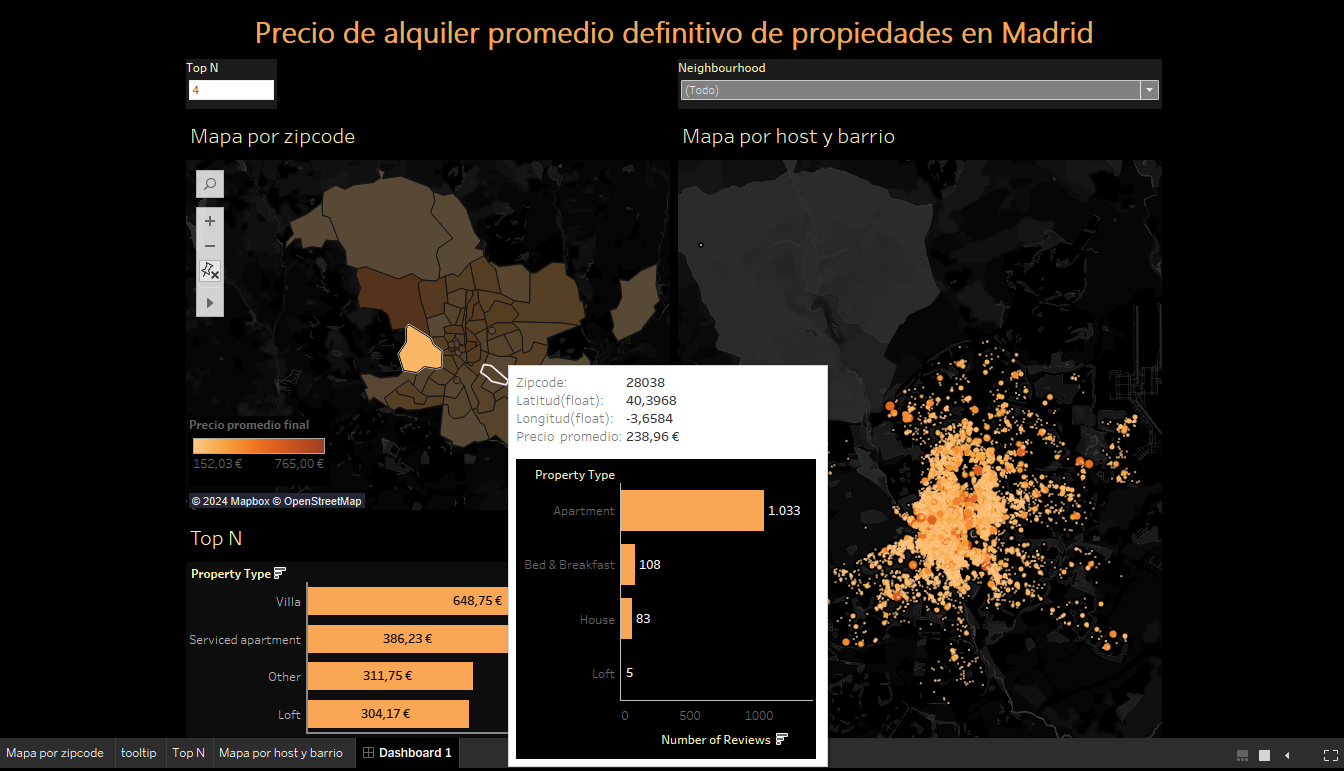 Precio de alquiler promedio definitivo de propiedades en Madrid
Top N
4
Neighbourhood
(Todo)
Mapa por zipcode
Mapa por host y barrio
Precio promedio final
152,03 €
765,00 €
© 2024 Mapbox © OpenStreetMap
Zipcode: 28038
Latitud(float): 40,3968
Longitud(float): -3,6584
Precio promedio: 238,96 €
Property Type
Apartment 1.033
Bed & Breakfast 108
House 83
Loft 5
0 500 1000
Number of Reviews
Top N
Property Type
Villa 648,75 €
Serviced apartment 386,23 €
Other 311,75 €
Loft 304,17 €
Mapa por zipcode
tooltip
Top N
Mapa por host y barrio
Dashboard 1